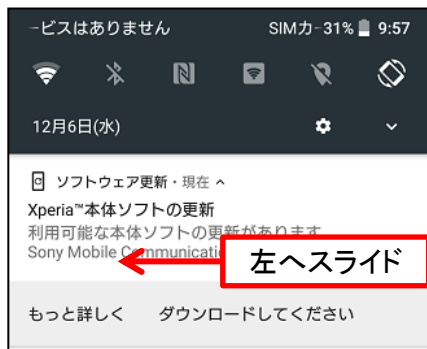 -ビスはありません SIMカ-31% 9:57
12月6日(水)
ソフトウェア更新・現在
Xperia™本体ソフトの更新
利用可能な本体ソフトの更新があります
Sony Mobile
左へスライド
もっと詳しく ダウンロードしてください